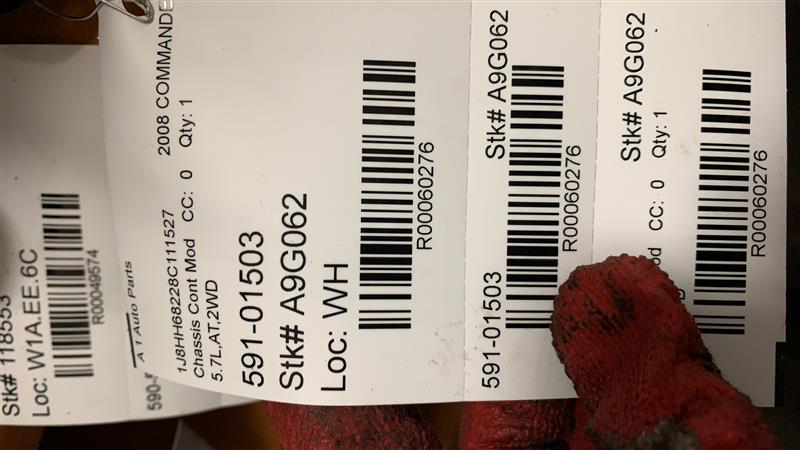 Stk# 118553
Loc: W1A.EE.6C
R00049574
A 1 Auto Parts
590-
2008 COMMANDE
1J8HH68228C111527
Chassis Cont Mod CC: 0 Qty: 1
5.7L,AT,2WD
591-01503
Stk# A9G062
Loc: WH
R00060276
591-01503 Stk# A9G062
R00060276
Stk# A9G062
od CC: 0 Qty: 1
R00060276